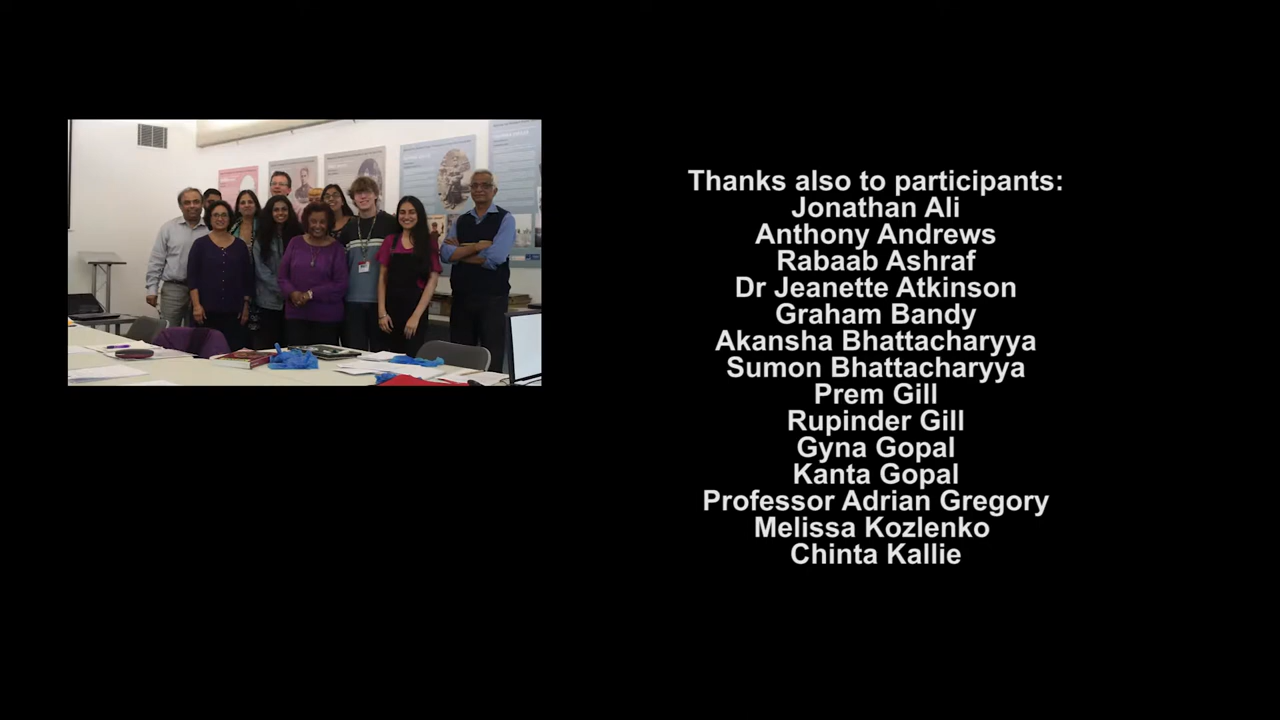 Thanks also to participants:
Jonathan Ali
Anthony Andrews
Rabaab Ashraf
Dr Jeanette Atkinson
Graham Bandy
Akansha Bhattacharyya
Sumon Bhattacharyya
Prem Gill
Rupinder Gill
Gyna Gopal
Kanta Gopal
Professor Adrian Gregory
Melissa Kozlenko
Chinta Kallie